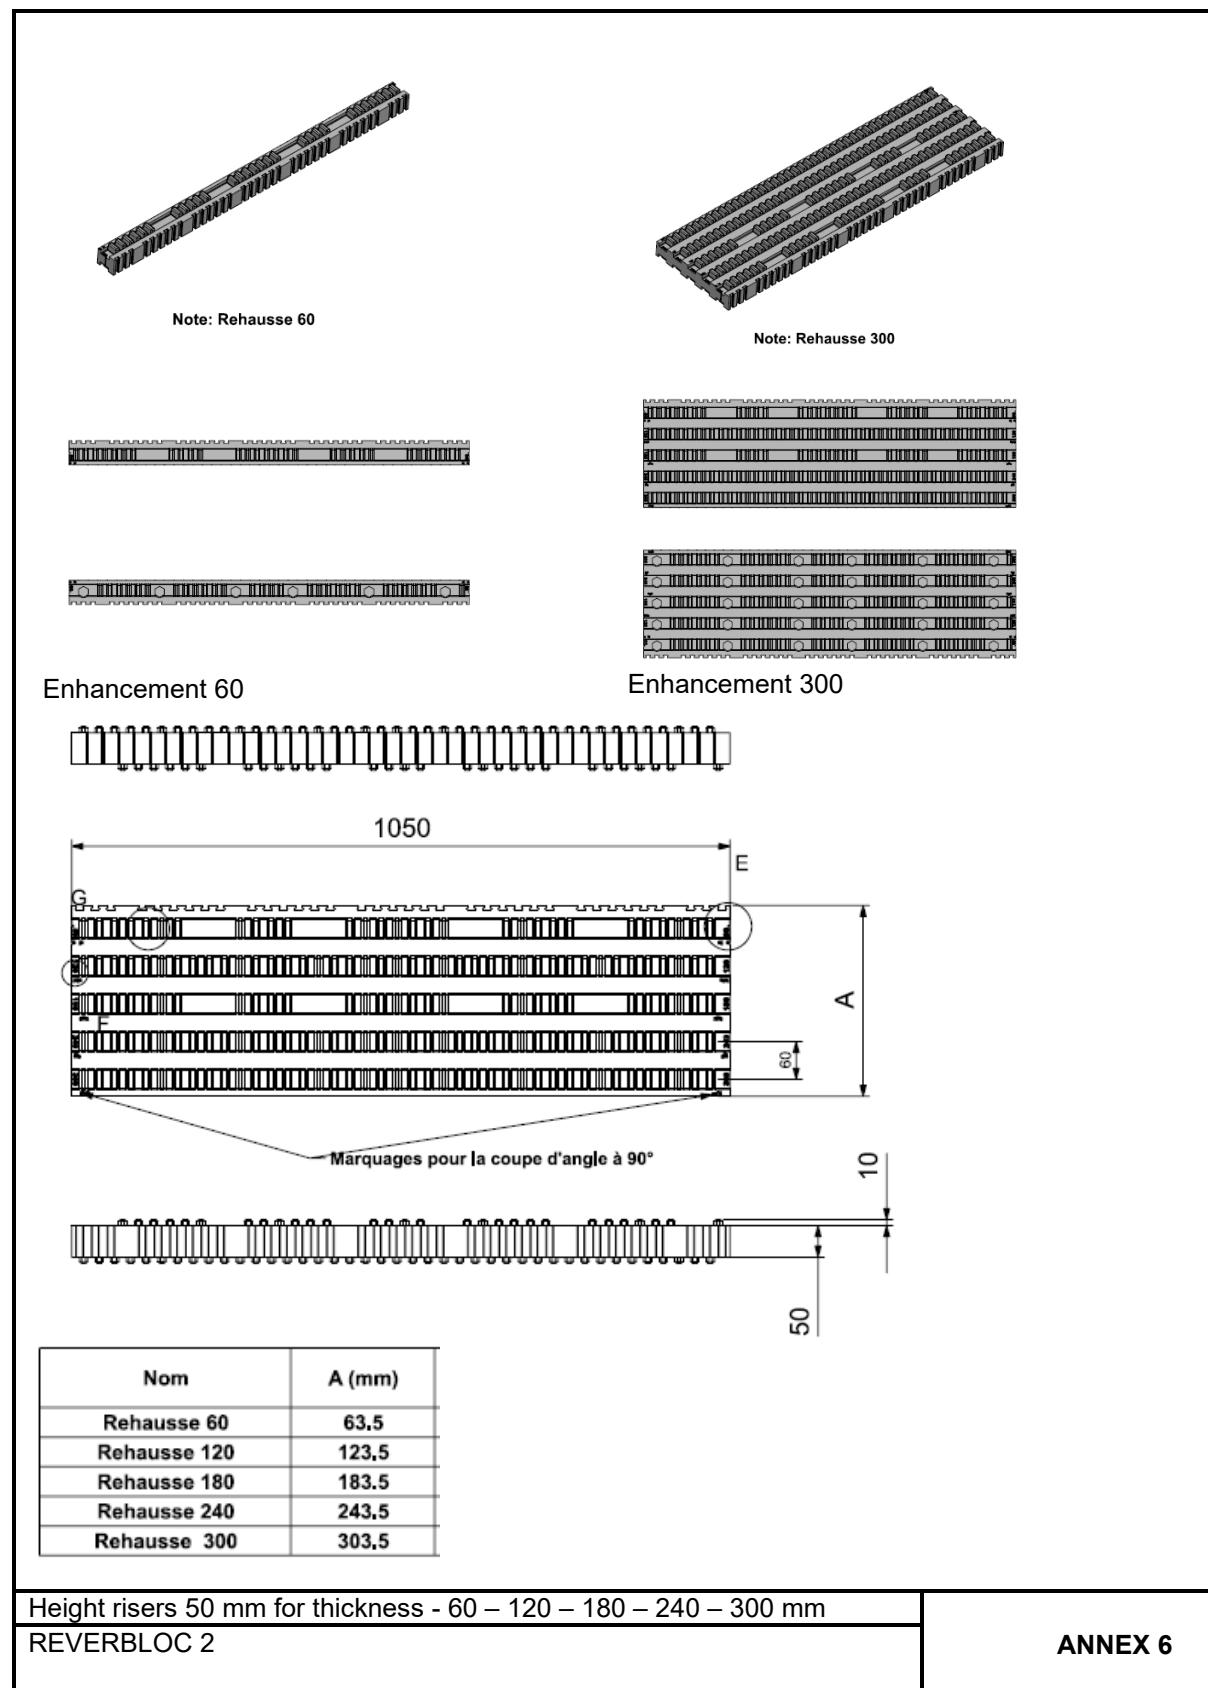 Note: Rehausse 60
Note: Rehausse 300
Enhancement 60
Enhancement 300
1050
E
G
A
F
60
Marquages pour la coupe d'angle à 90°
10
50
Nom A (mm)
Rehausse 60 63.5
Rehausse 120 123.5
Rehausse 180 183.5
Rehausse 240 243.5
Rehausse 300 303.5
Height risers 50 mm for thickness - 60 – 120 – 180 – 240 – 300 mm
REVERBLOC 2
ANNEX 6